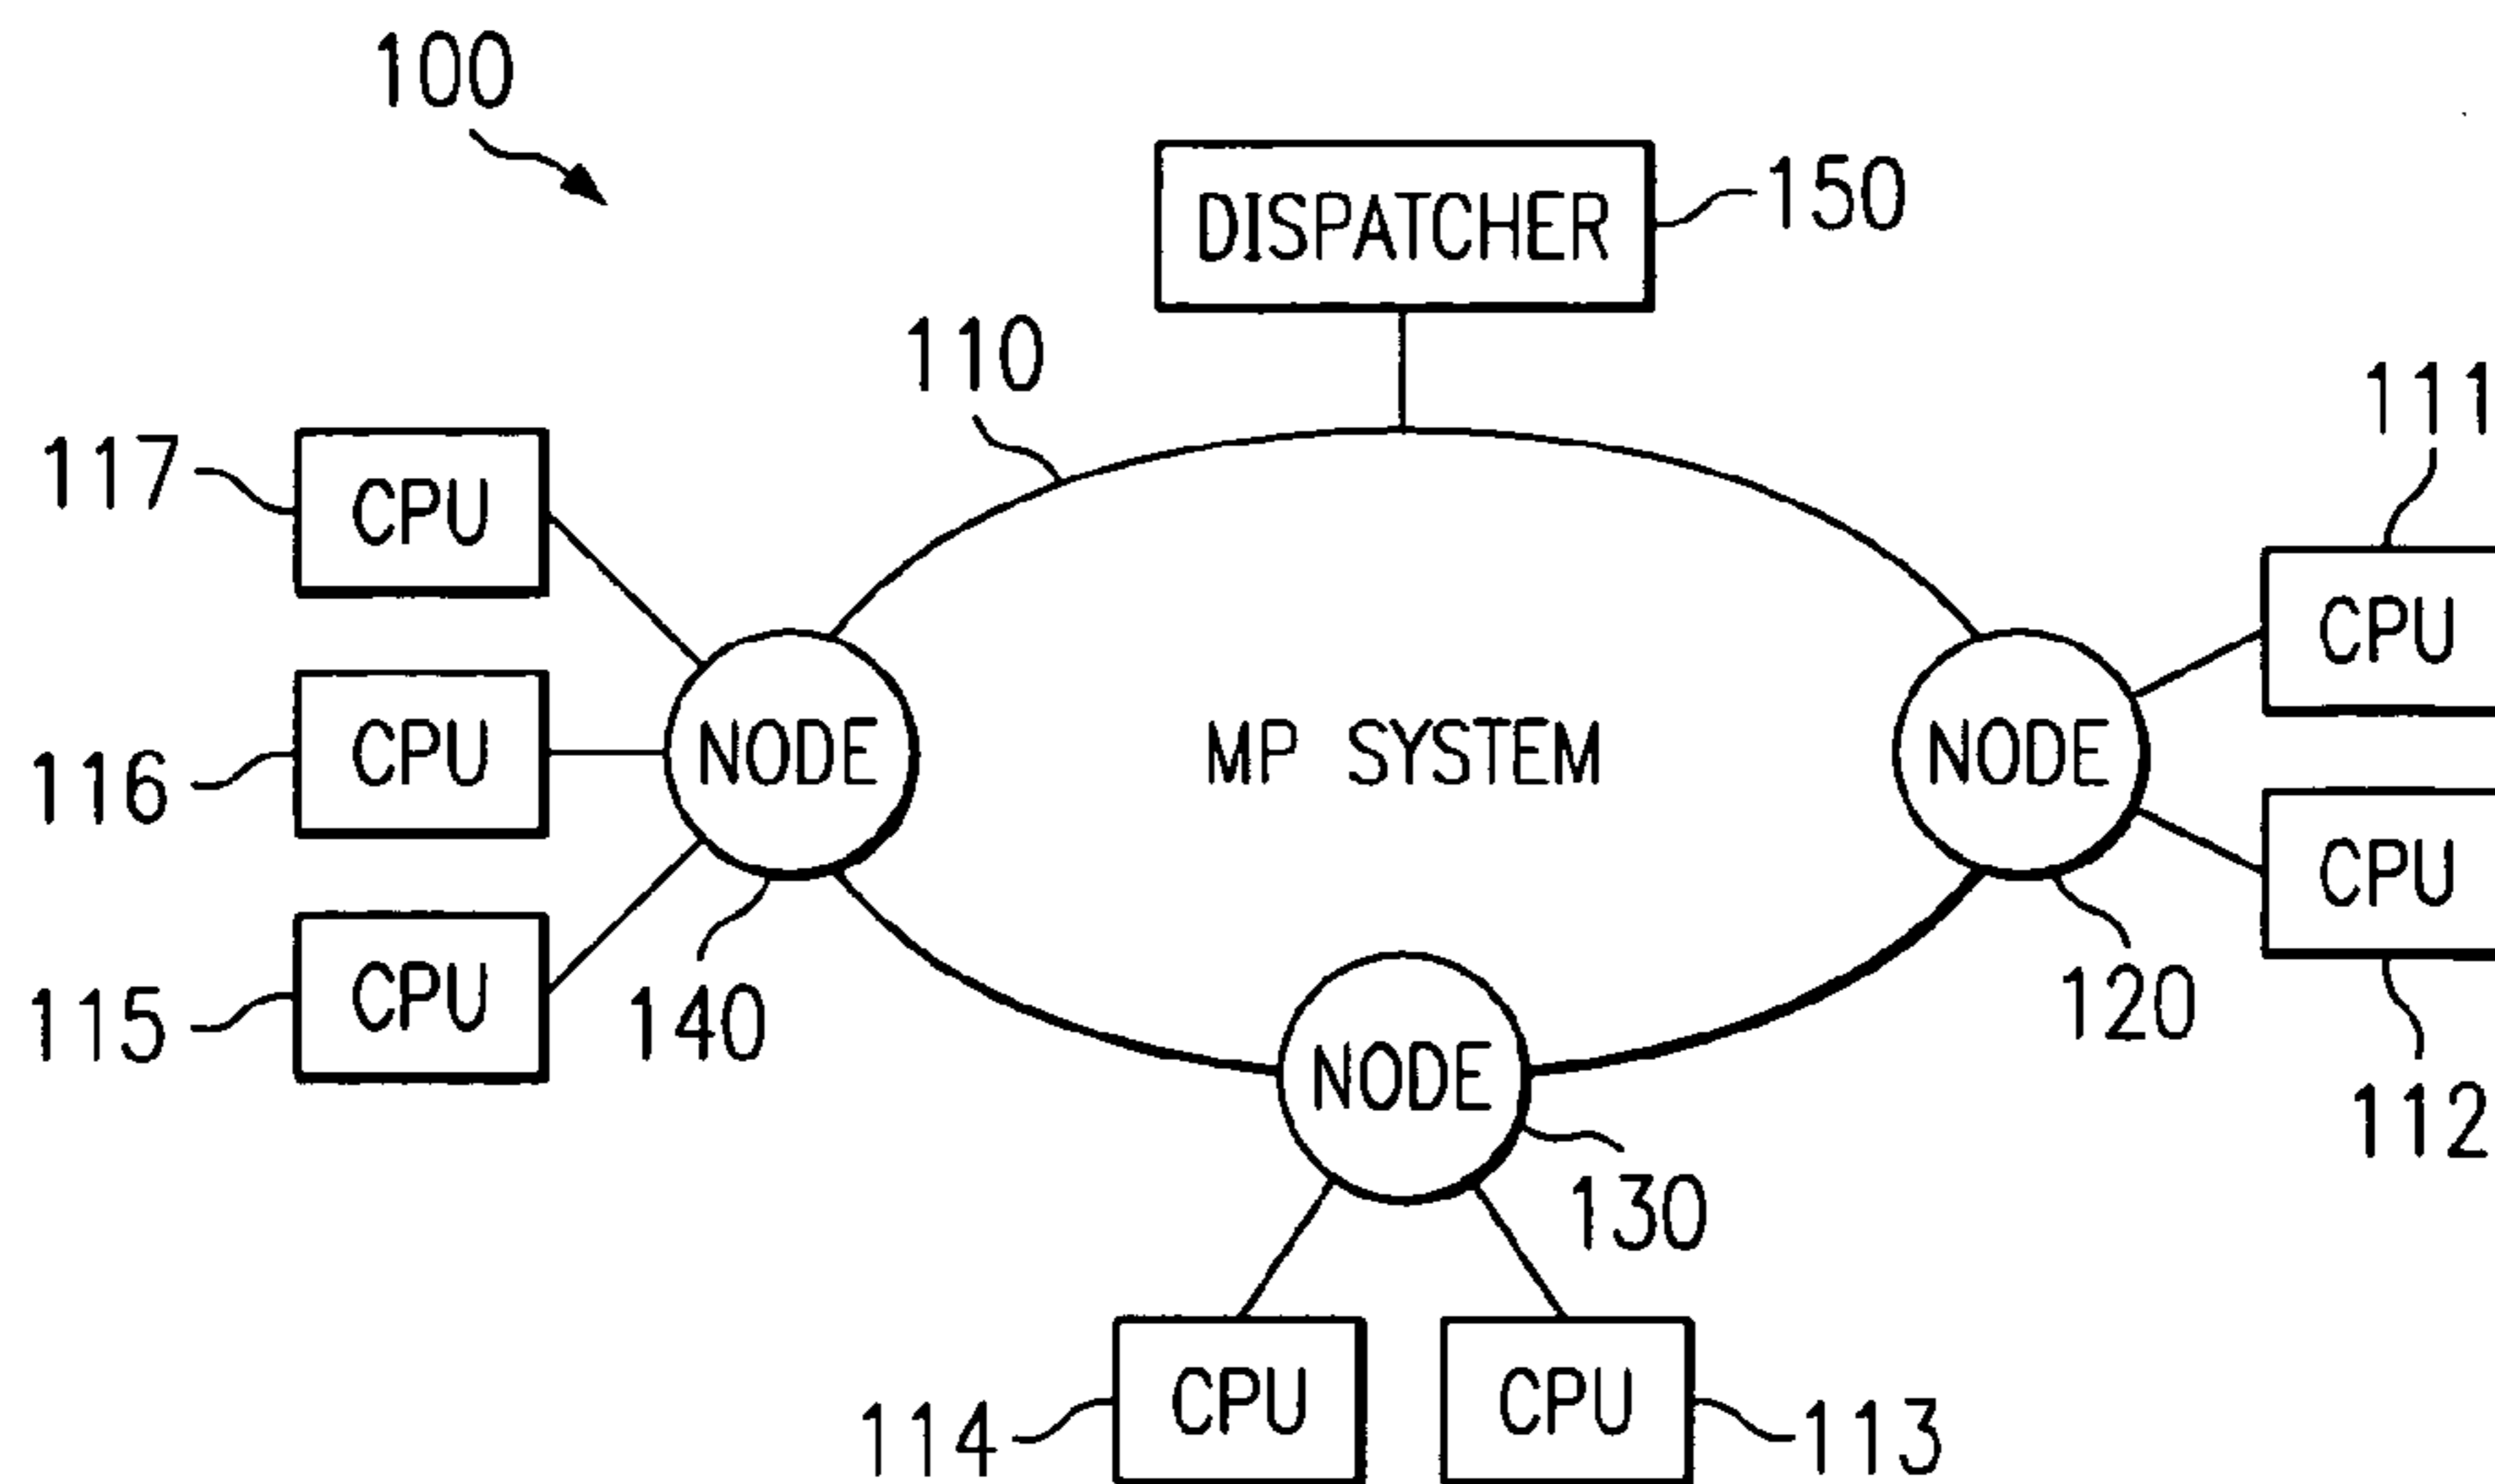 100
DISPATCHER
150
110
111
117
CPU
CPU
116
CPU
NODE
MP SYSTEM
NODE
CPU
115
CPU
140
120
NODE
112
130
114
CPU
CPU
113